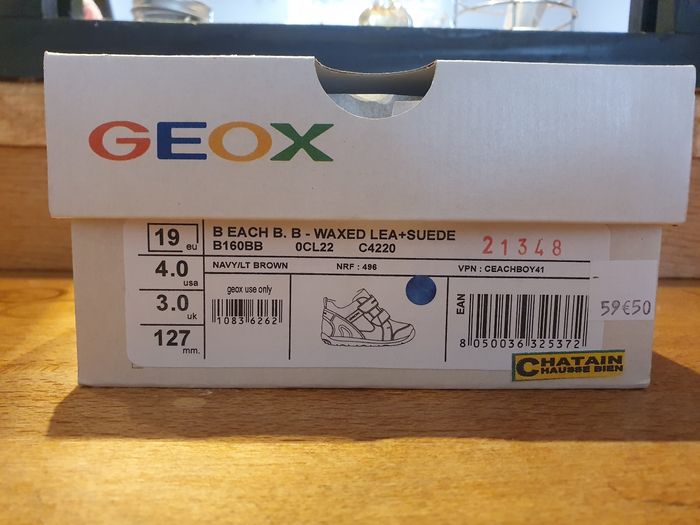 GEOX
19 eu
B EACH B. B - WAXED LEA+SUEDE
B160BB 0CL22 C4220
21348
4.0 usa
NAVY/LT BROWN NRF : 496 VPN : CEACHBOY41
3.0 uk
geox use only
10836262
127 mm.
EAN
8 050036 325372
59€50
CHATAIN
CHAUSSE BIEN